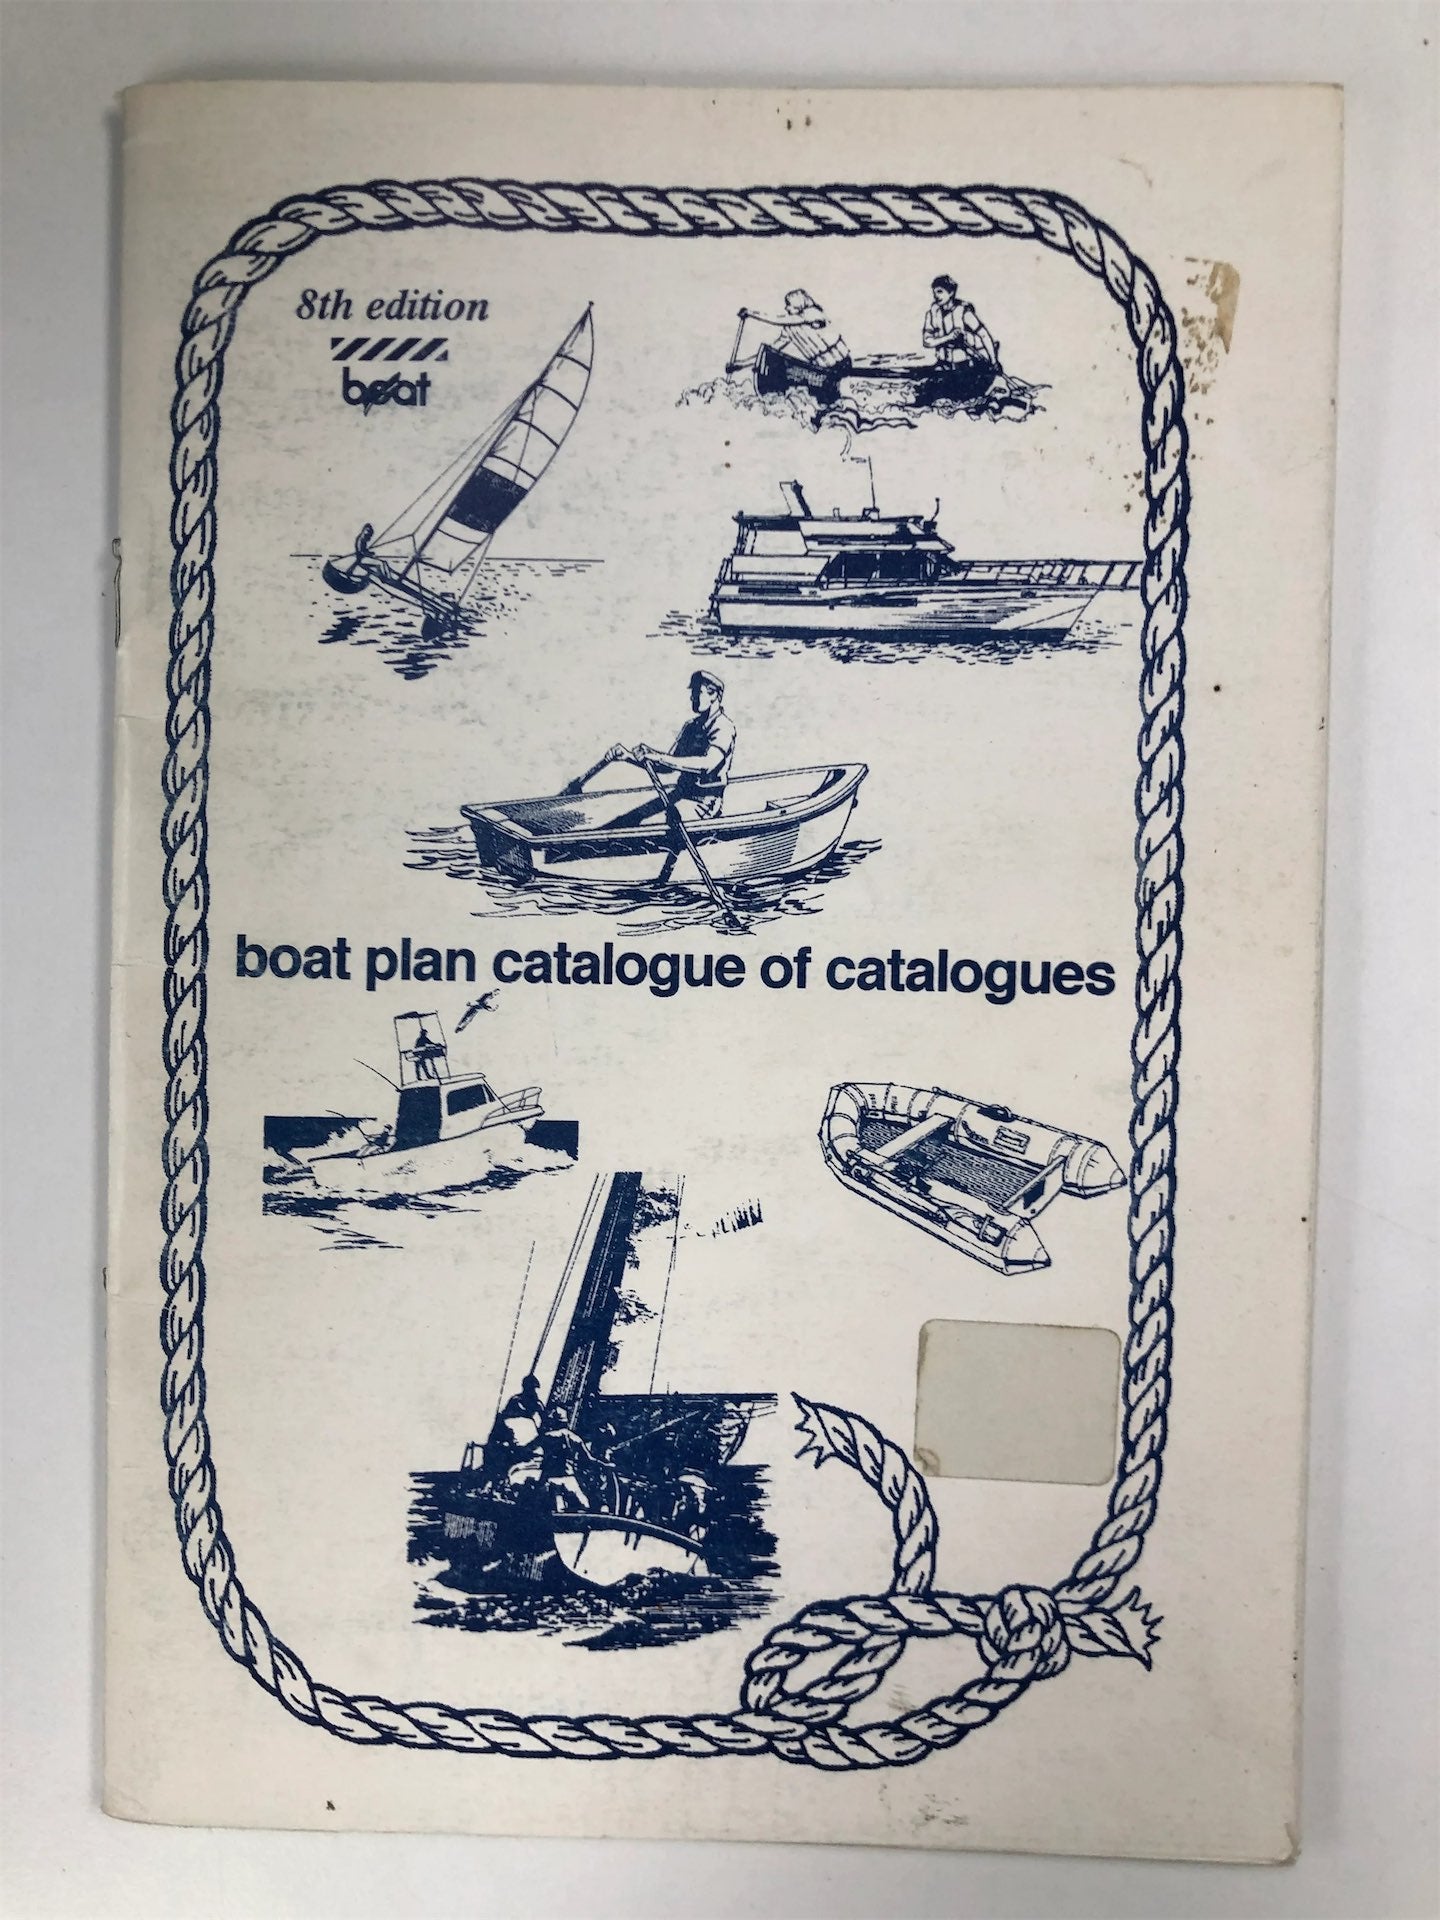 8th edition
boat
boat plan catalogue of catalogues